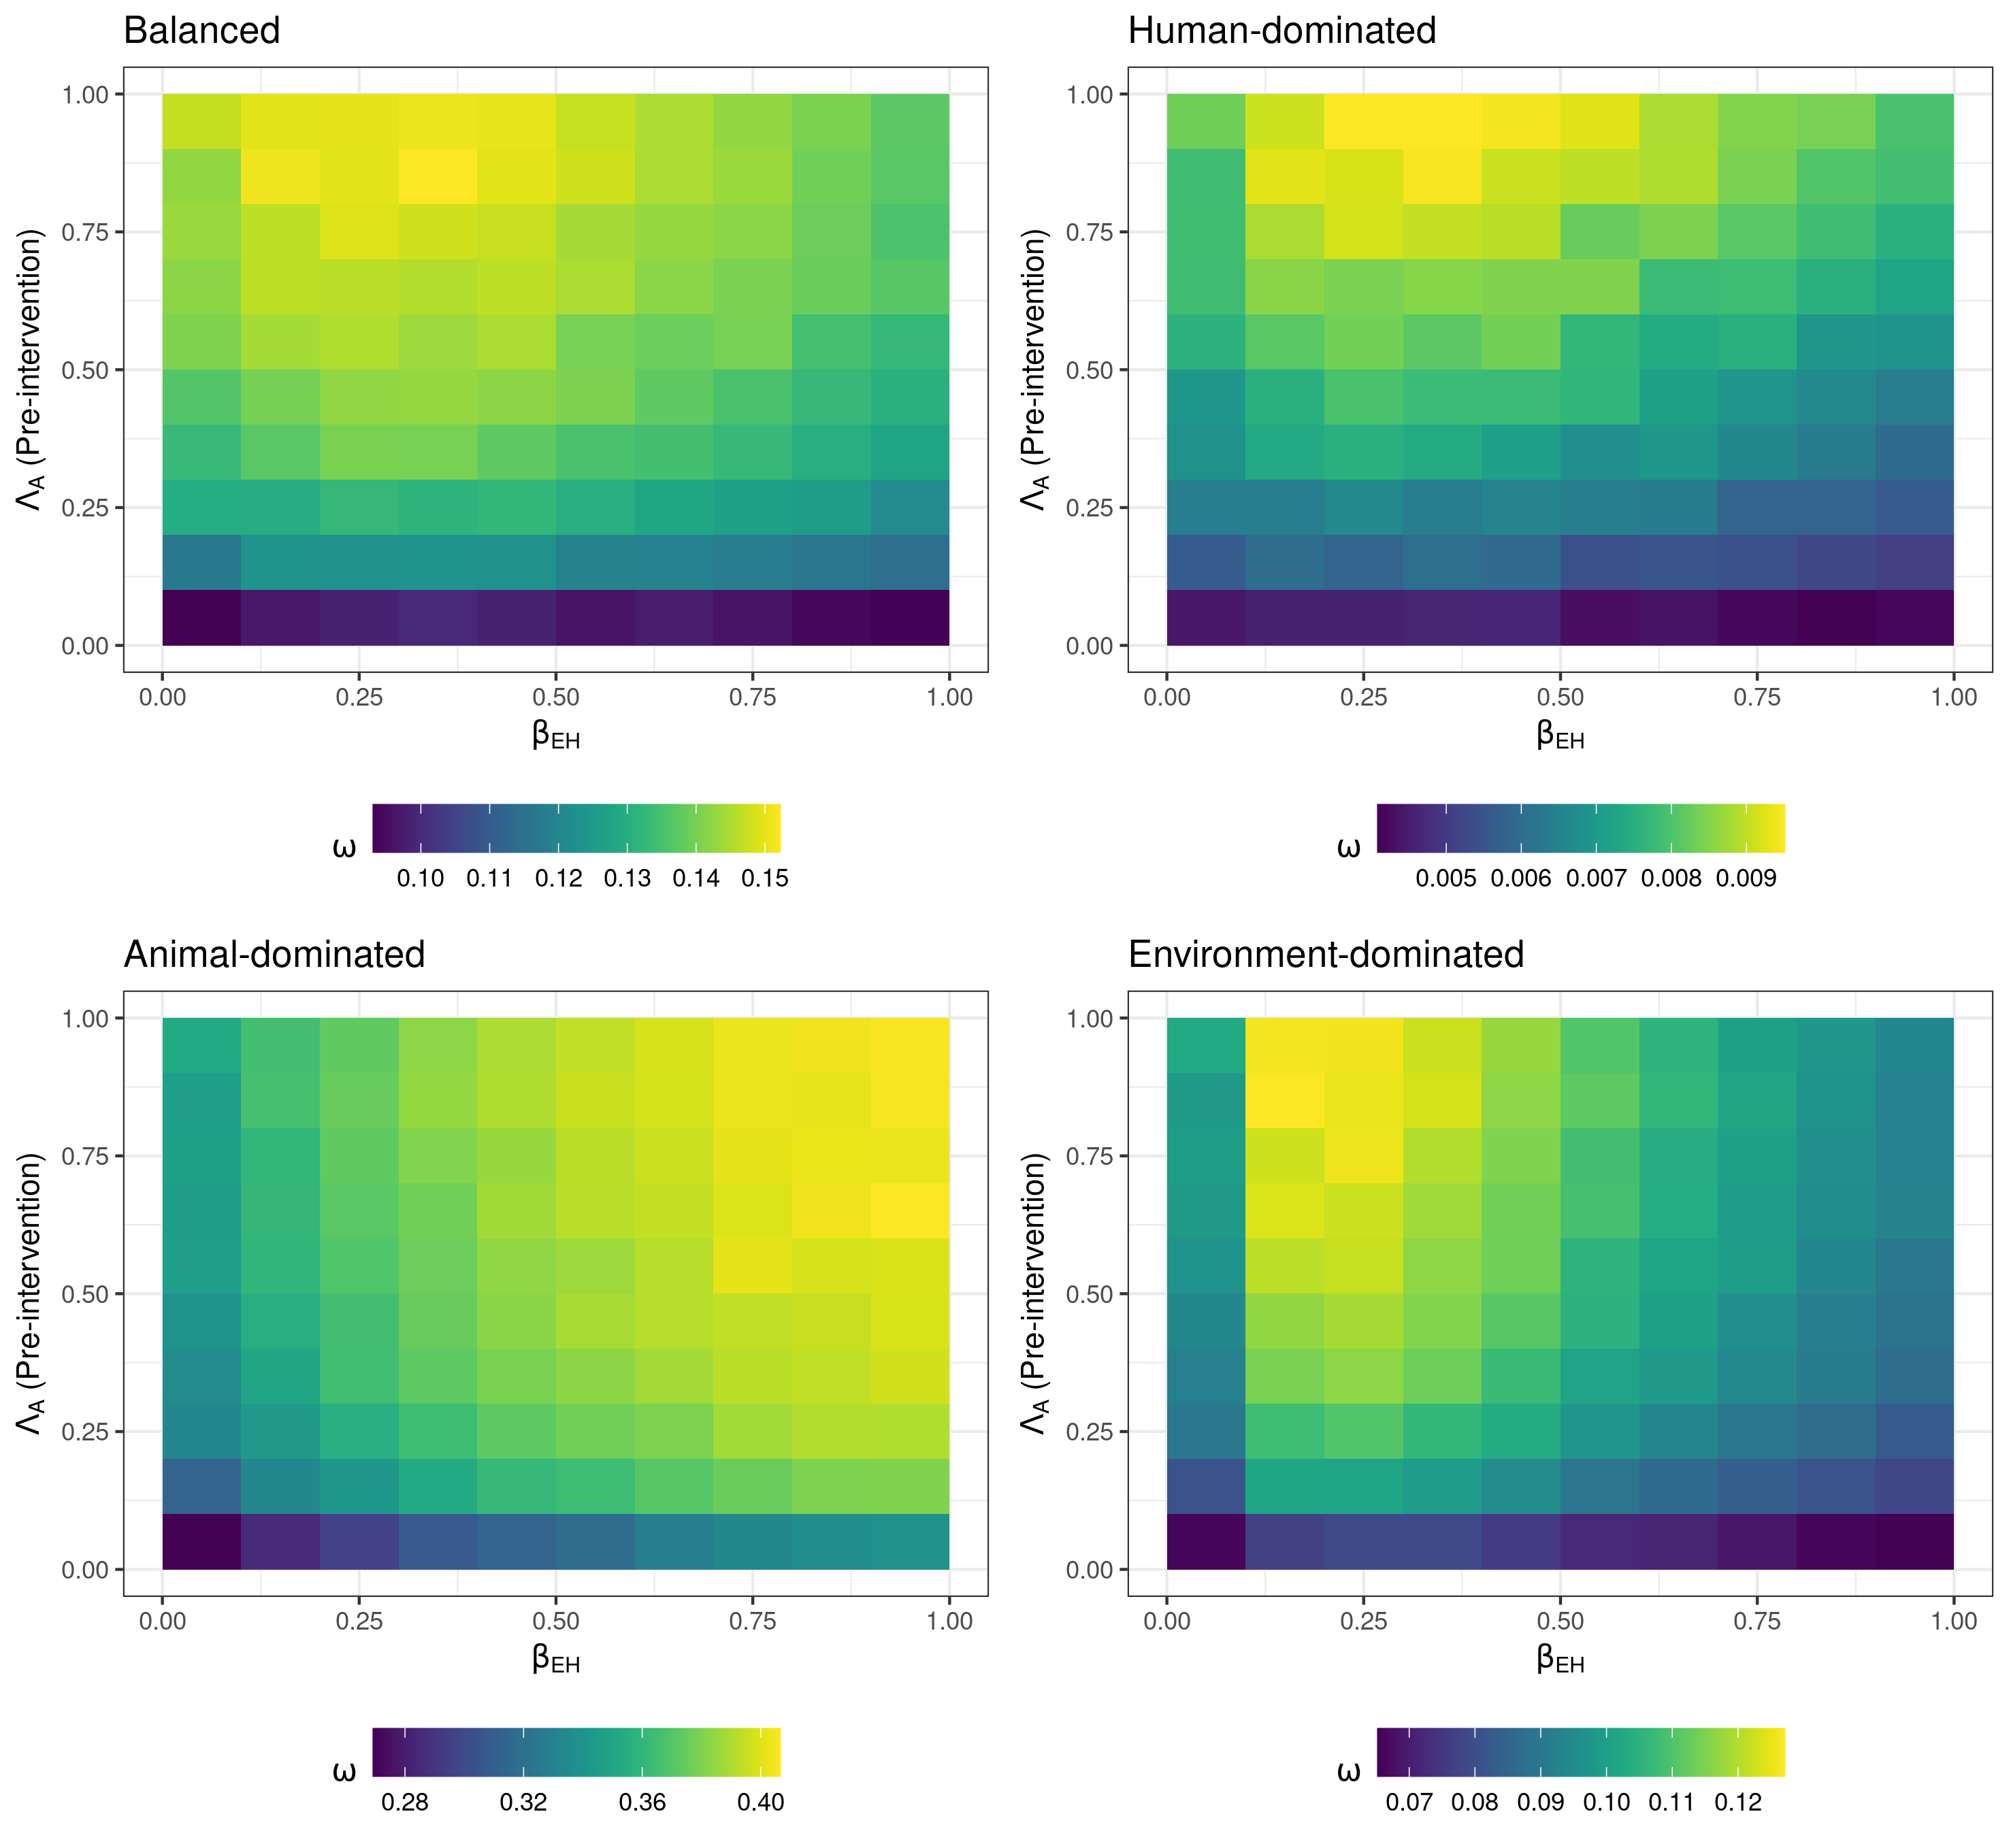 Balanced
ΛA (Pre-intervention)
1.00
0.75
0.50
0.25
0.00
0.00 0.25 0.50 0.75 1.00
βEH
ω
0.10 0.11 0.12 0.13 0.14 0.15
Human-dominated
ΛA (Pre-intervention)
1.00
0.75
0.50
0.25
0.00
0.00 0.25 0.50 0.75 1.00
βEH
ω
0.005 0.006 0.007 0.008 0.009
Animal-dominated
ΛA (Pre-intervention)
1.00
0.75
0.50
0.25
0.00
0.00 0.25 0.50 0.75 1.00
βEH
ω
0.28 0.32 0.36 0.40
Environment-dominated
ΛA (Pre-intervention)
1.00
0.75
0.50
0.25
0.00
0.00 0.25 0.50 0.75 1.00
βEH
ω
0.07 0.08 0.09 0.10 0.11 0.12